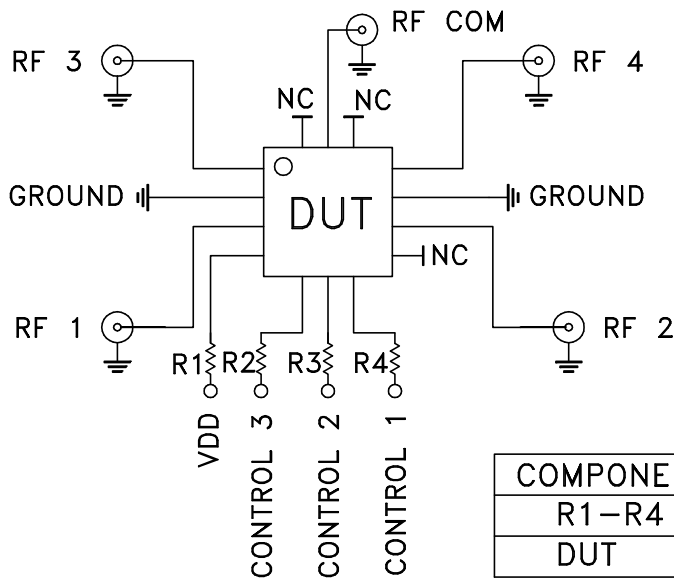 RF COM
RF 3
RF 4
NC
NC
GROUND
DUT
GROUND
NC
RF 1
RF 2
R1
R2
R3
R4
VDD
CONTROL 3
CONTROL 2
CONTROL 1
COMPONE
R1-R4
DUT